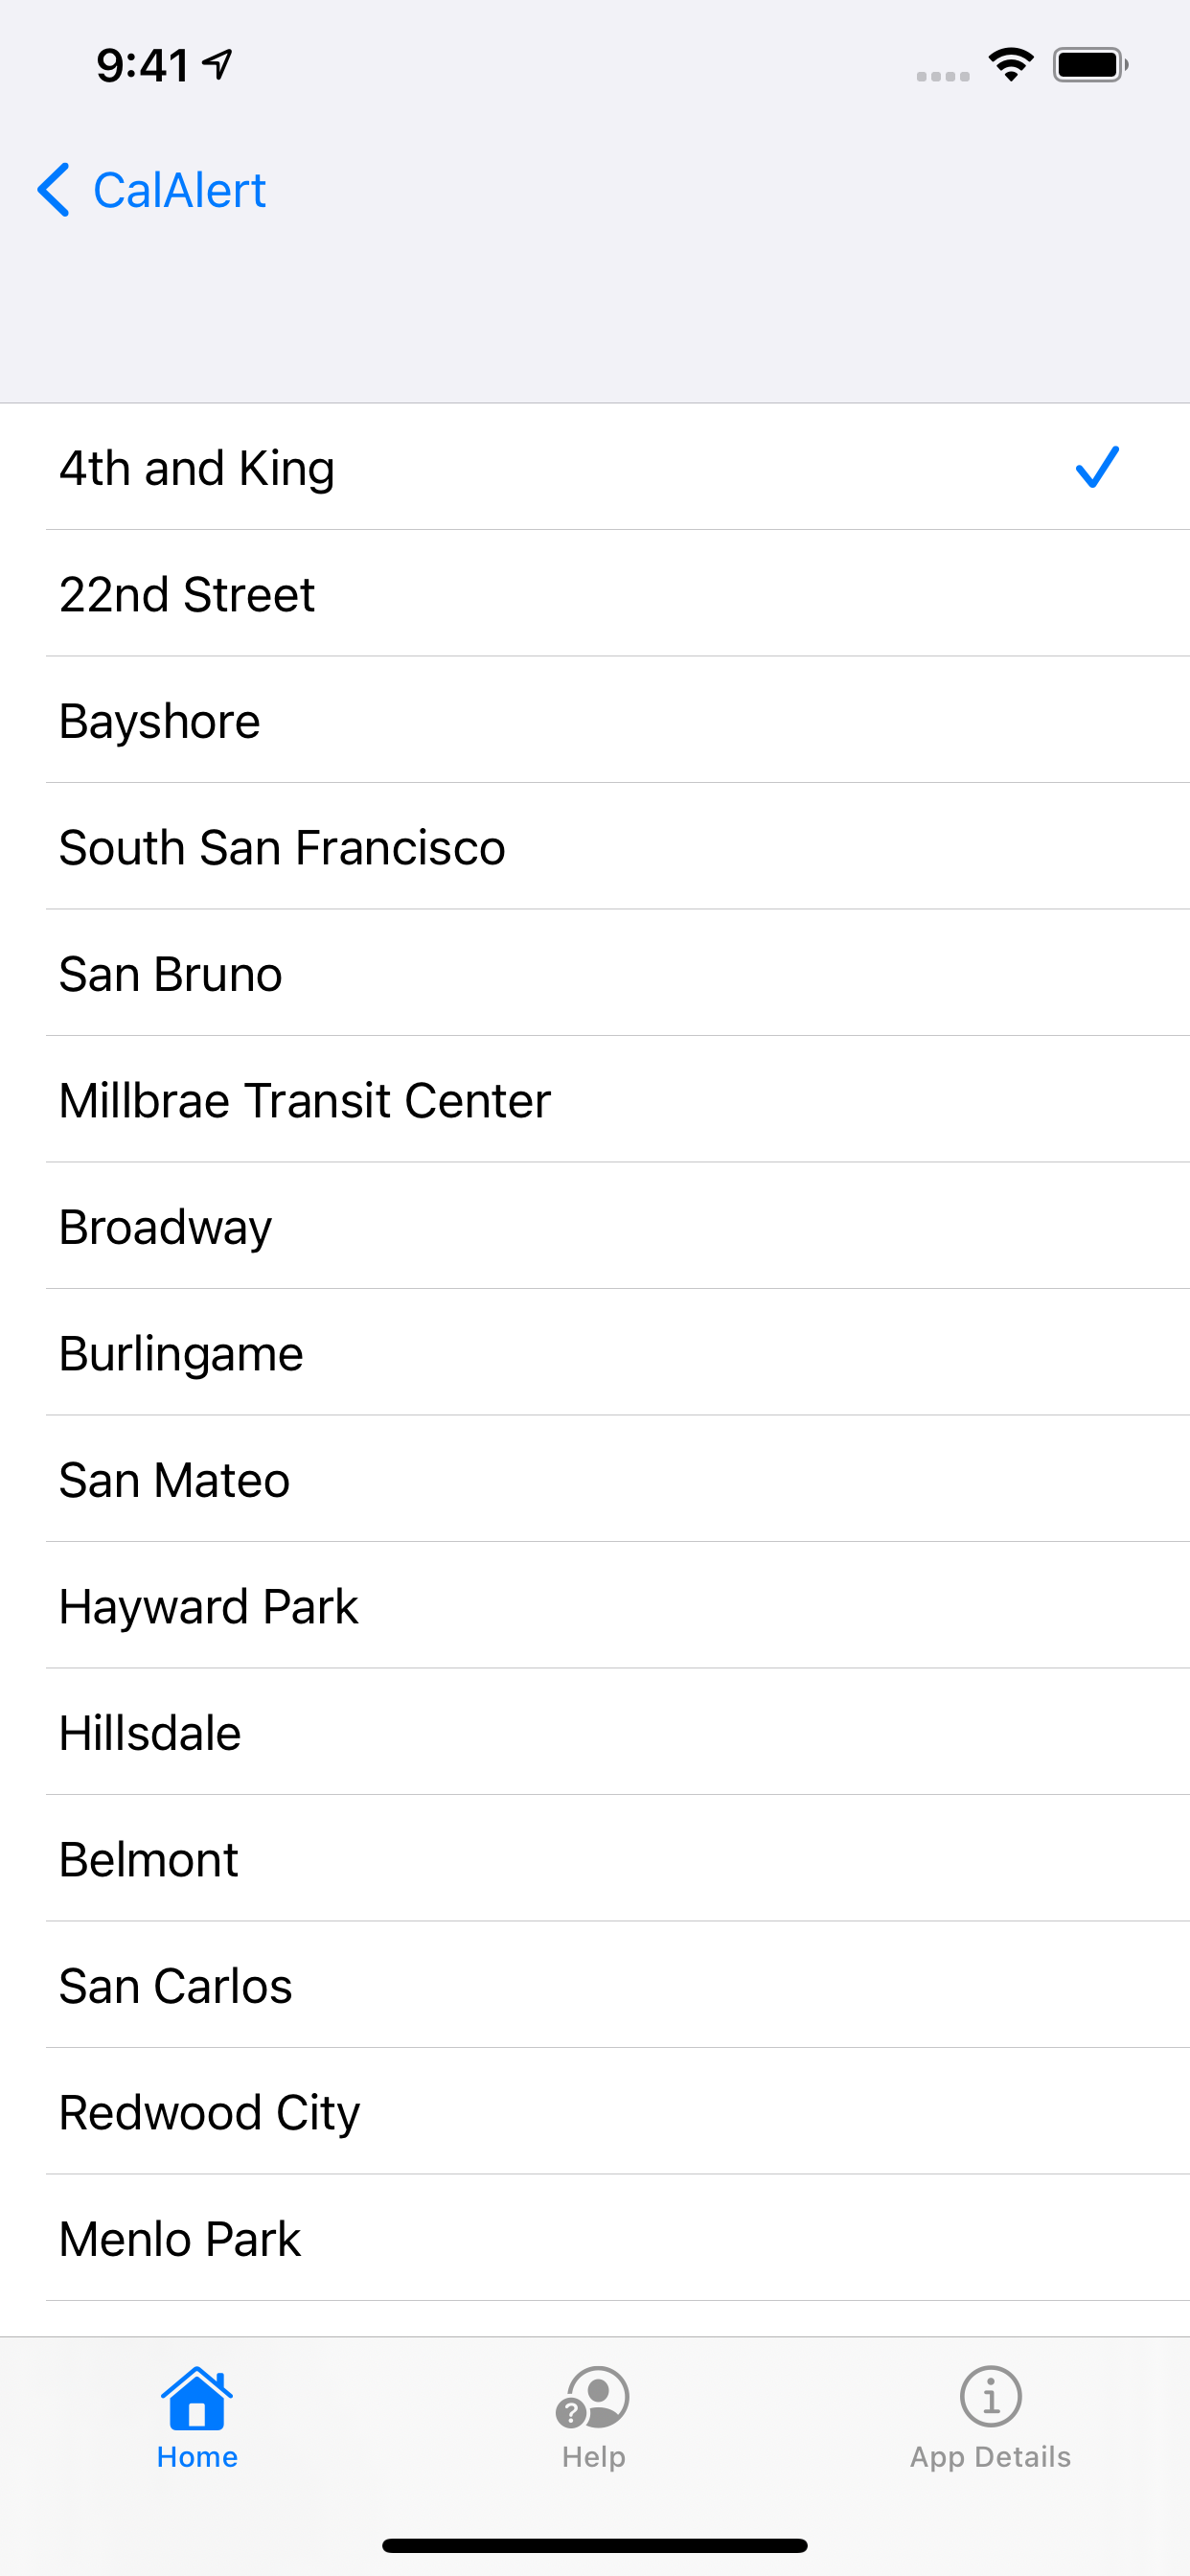 9:41
CalAlert
4th and King
22nd Street
Bayshore
South San Francisco
San Bruno
Millbrae Transit Center
Broadway
Burlingame
San Mateo
Hayward Park
Hillsdale
Belmont
San Carlos
Redwood City
Menlo Park
Home
Help
App Details